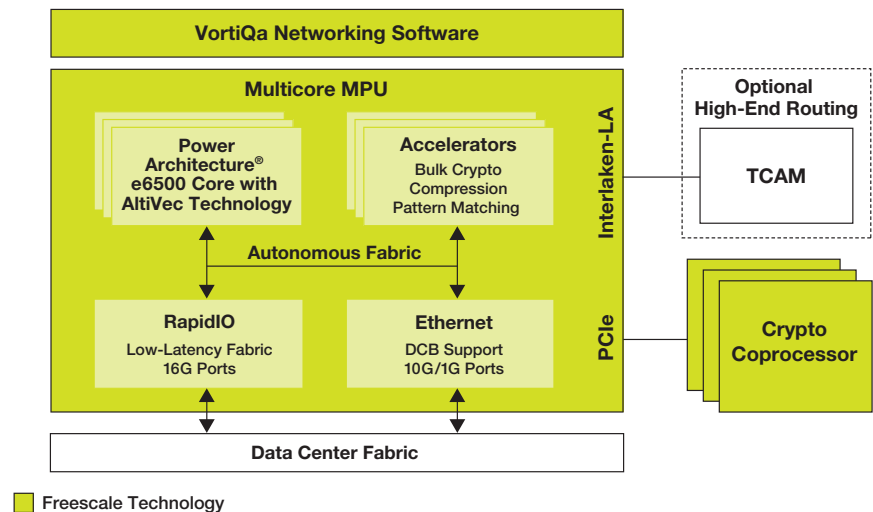 VortiQa Networking Software
Multicore MPU
Power
Architecture®
e6500 Core with
AltiVec Technology
Accelerators
Bulk Crypto
Compression
Pattern Matching
Interlaken-LA
Optional
High-End Routing
TCAM
Autonomous Fabric
RapidIO
Low-Latency Fabric
16G Ports
Ethernet
DCB Support
10G/1G Ports
PCIe
Crypto
Coprocessor
Data Center Fabric
Freescale Technology